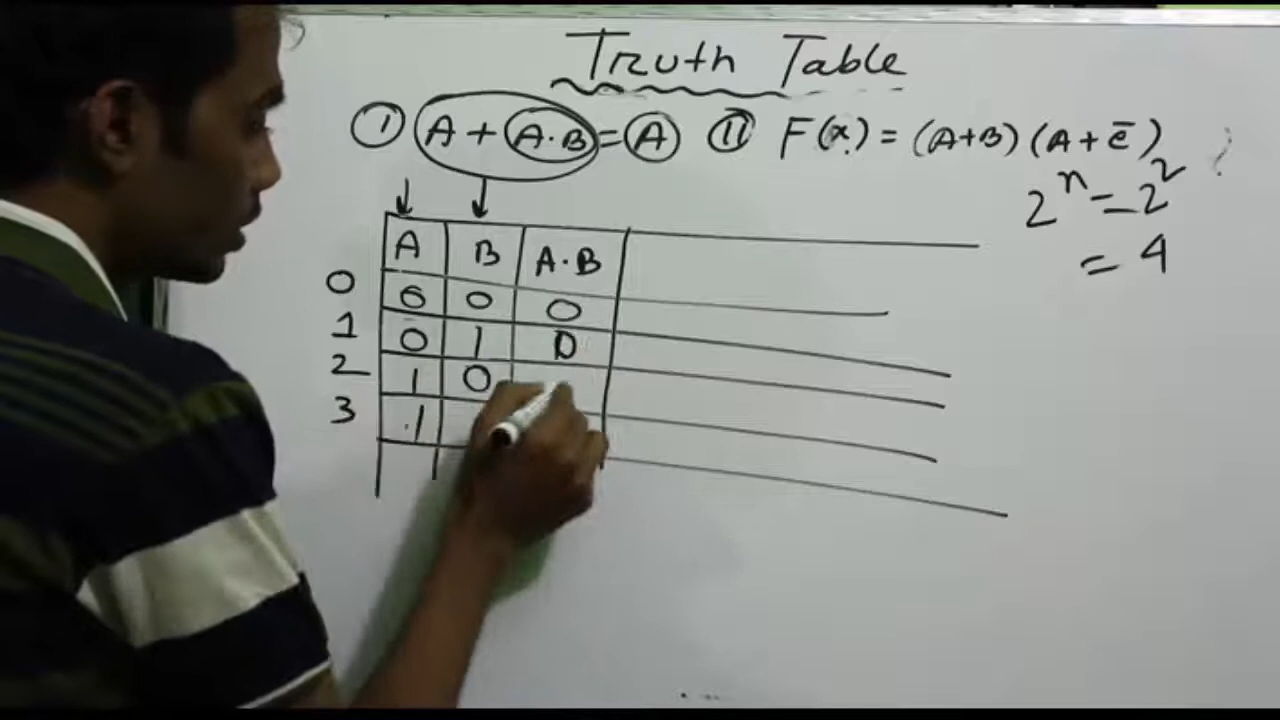 Truth Table
① A + A·B = A ⑪ F(x) = (A+B) (A + c̄)
2ⁿ = 2²
= 4
A B A·B
0 0 0 0
1 0 1 0
2 1 0
3 1